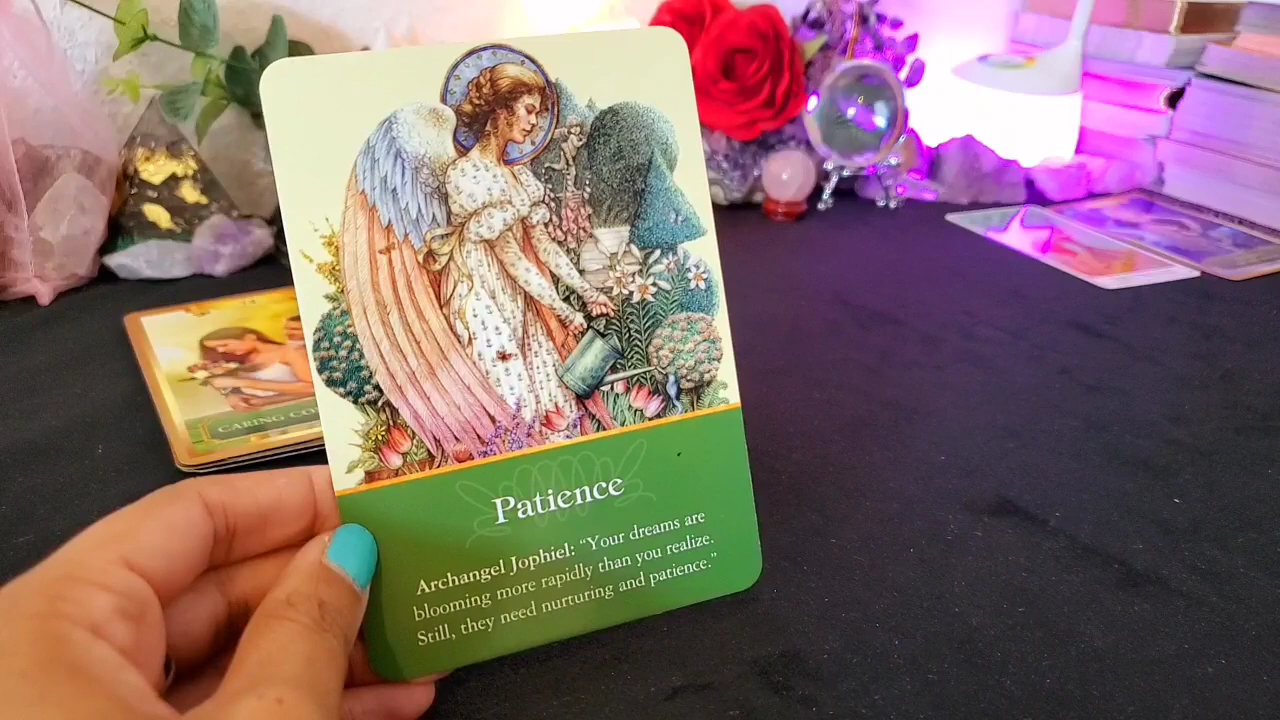 CARING CO
Patience
Archangel Jophiel: “Your dreams are
blooming more rapidly than you realize.
Still, they need nurturing and patience.”